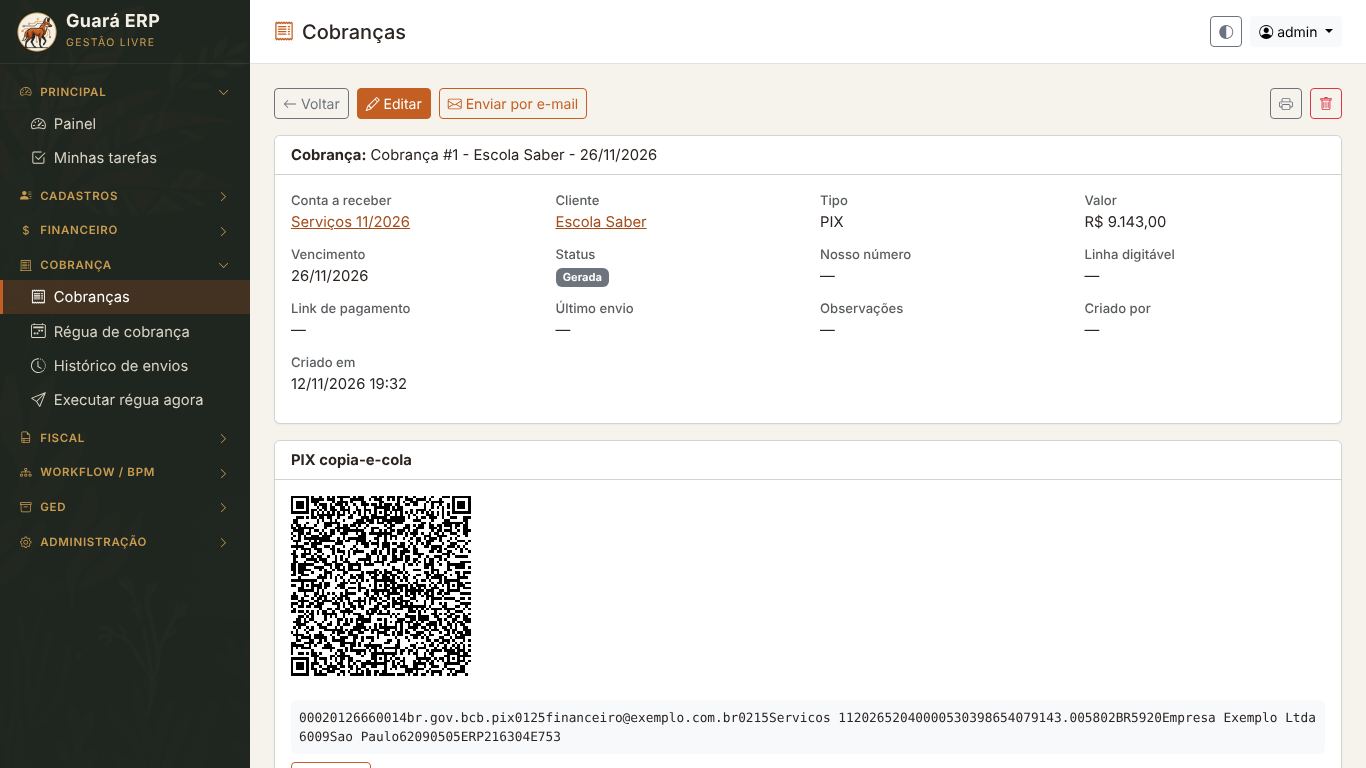 Guará ERP
GESTÃO LIVRE
PRINCIPAL
Painel
Minhas tarefas
CADASTROS
FINANCEIRO
COBRANÇA
Cobranças
Régua de cobrança
Histórico de envios
Executar régua agora
FISCAL
WORKFLOW / BPM
GED
ADMINISTRAÇÃO
Cobranças
admin
Voltar Editar Enviar por e-mail
Cobrança: Cobrança #1 - Escola Saber - 26/11/2026
Conta a receber Cliente Tipo Valor
Serviços 11/2026 Escola Saber PIX R$ 9.143,00
Vencimento Status Nosso número Linha digitável
26/11/2026 Gerada — —
Link de pagamento Último envio Observações Criado por
— — — —
Criado em
12/11/2026 19:32
PIX copia-e-cola
00020126660014br.gov.bcb.pix0125financeiro@exemplo.com.br0215Servicos 11202652040000530398654079143.005802BR5920Empresa Exemplo Ltda
6009Sao Paulo62090505ERP216304E753